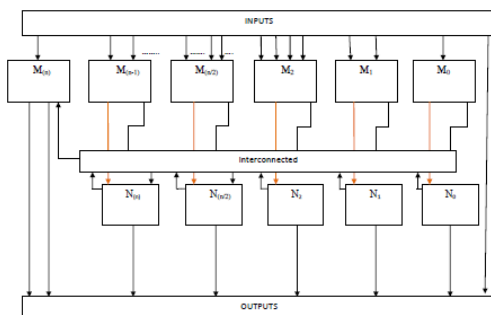 INPUTS
M(n) M(n-1) M(n/2) M2 M1 M0
Interconnected
N(n) N(n/2) N2 N1 N0
OUTPUTS